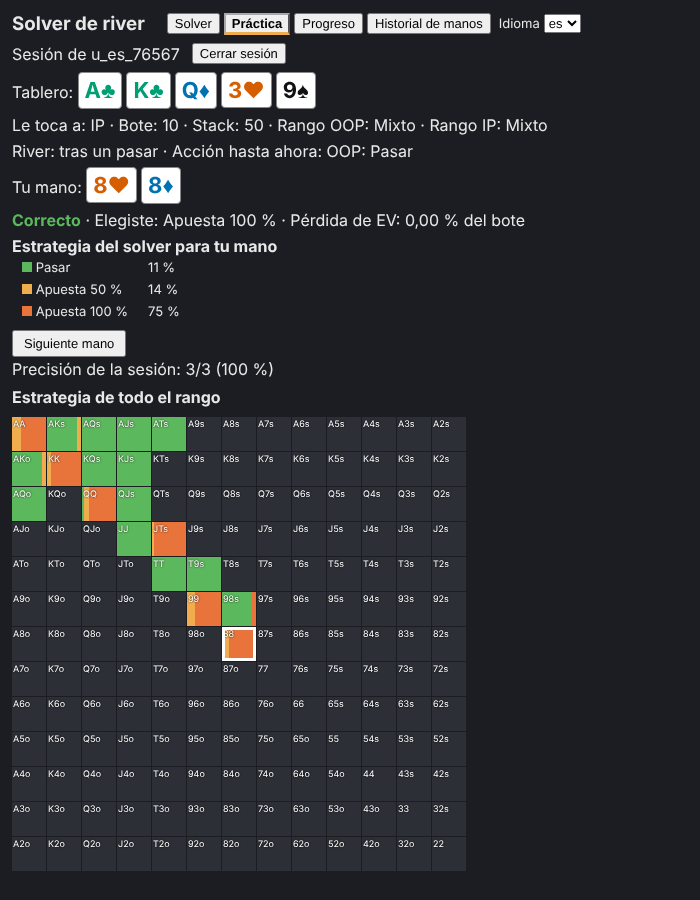 Solver de river Solver Práctica Progreso Historial de manos Idioma es
Sesión de u_es_76567 Cerrar sesión
Tablero: A♣ K♣ Q♦ 3♥ 9♠
Le toca a: IP · Bote: 10 · Stack: 50 · Rango OOP: Mixto · Rango IP: Mixto
River: tras un pasar · Acción hasta ahora: OOP: Pasar
Tu mano: 8♥ 8♦
Correcto · Elegiste: Apuesta 100 % · Pérdida de EV: 0,00 % del bote
Estrategia del solver para tu mano
Pasar 11 %
Apuesta 50 % 14 %
Apuesta 100 % 75 %
Siguiente mano
Precisión de la sesión: 3/3 (100 %)
Estrategia de todo el rango
AA AKs AQs AJs ATs A9s A8s A7s A6s A5s A4s A3s A2s
AKo KK KQs KJs KTs K9s K8s K7s K6s K5s K4s K3s K2s
AQo KQo QQ QJs QTs Q9s Q8s Q7s Q6s Q5s Q4s Q3s Q2s
AJo KJo QJo JJ JTs J9s J8s J7s J6s J5s J4s J3s J2s
ATo KTo QTo JTo TT T9s T8s T7s T6s T5s T4s T3s T2s
A9o K9o Q9o J9o T9o 99 98s 97s 96s 95s 94s 93s 92s
A8o K8o Q8o J8o T8o 98o 88 87s 86s 85s 84s 83s 82s
A7o K7o Q7o J7o T7o 97o 87o 77 76s 75s 74s 73s 72s
A6o K6o Q6o J6o T6o 96o 86o 76o 66 65s 64s 63s 62s
A5o K5o Q5o J5o T5o 95o 85o 75o 65o 55 54s 53s 52s
A4o K4o Q4o J4o T4o 94o 84o 74o 64o 54o 44 43s 42s
A3o K3o Q3o J3o T3o 93o 83o 73o 63o 53o 43o 33 32s
A2o K2o Q2o J2o T2o 92o 82o 72o 62o 52o 42o 32o 22